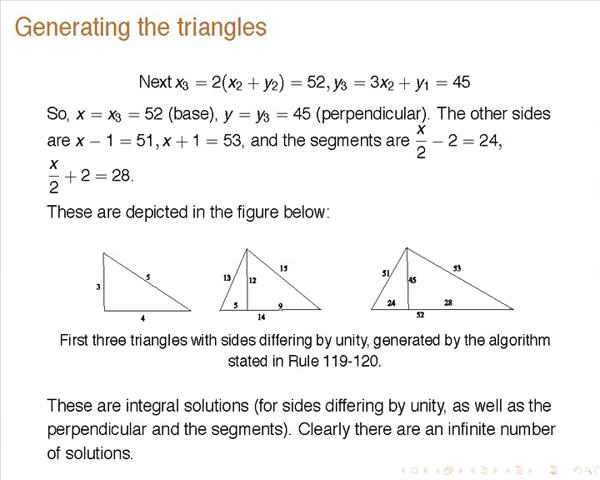 Generating the triangles
Next x₃ = 2(x₂ + y₂) = 52, y₃ = 3x₂ + y₁ = 45
So, x = x₃ = 52 (base), y = y₃ = 45 (perpendicular). The other sides
are x − 1 = 51, x + 1 = 53, and the segments are x/2 − 2 = 24,
x/2 + 2 = 28.
These are depicted in the figure below:
3
5
4
13
12
15
5
9
14
51
45
53
24
28
52
First three triangles with sides differing by unity, generated by the algorithm
stated in Rule 119-120.
These are integral solutions (for sides differing by unity, as well as the
perpendicular and the segments). Clearly there are an infinite number
of solutions.